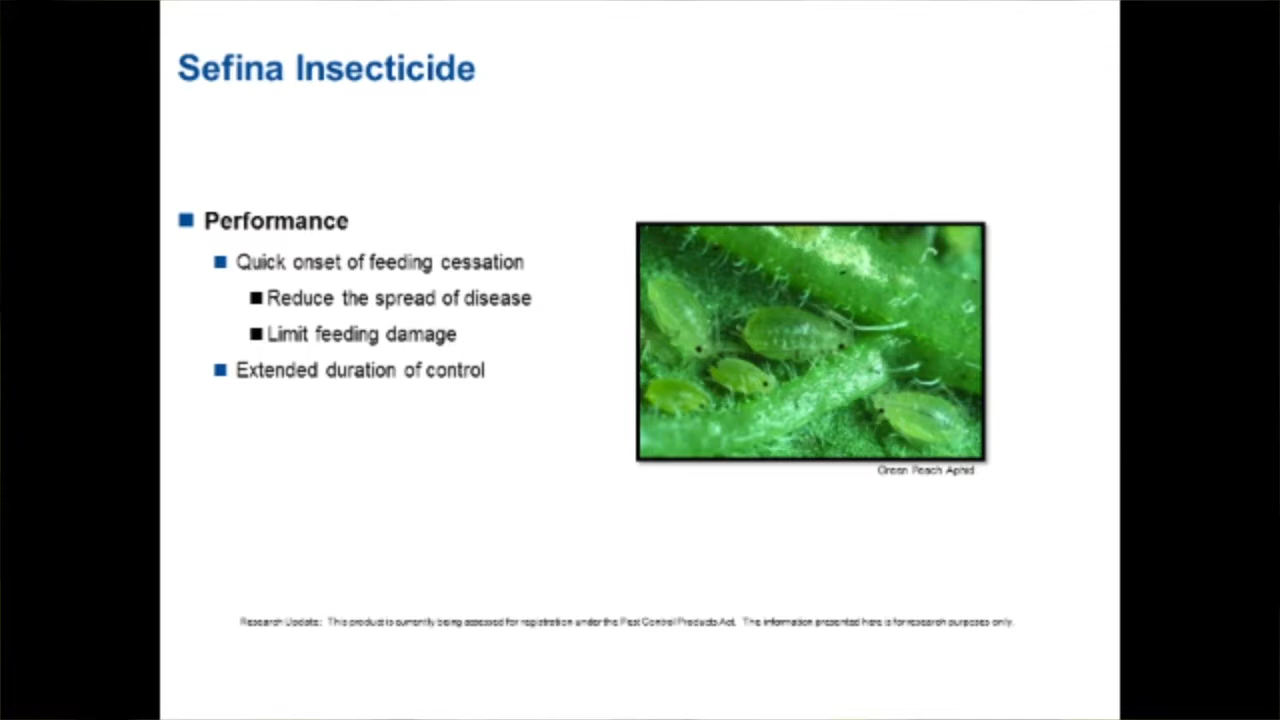 Sefina Insecticide
Performance
Quick onset of feeding cessation
Reduce the spread of disease
Limit feeding damage
Extended duration of control
Green Peach Aphid
Research Update: This product is currently being assessed for registration under the Pest Control Products Act. The information presented here is for research purposes only.